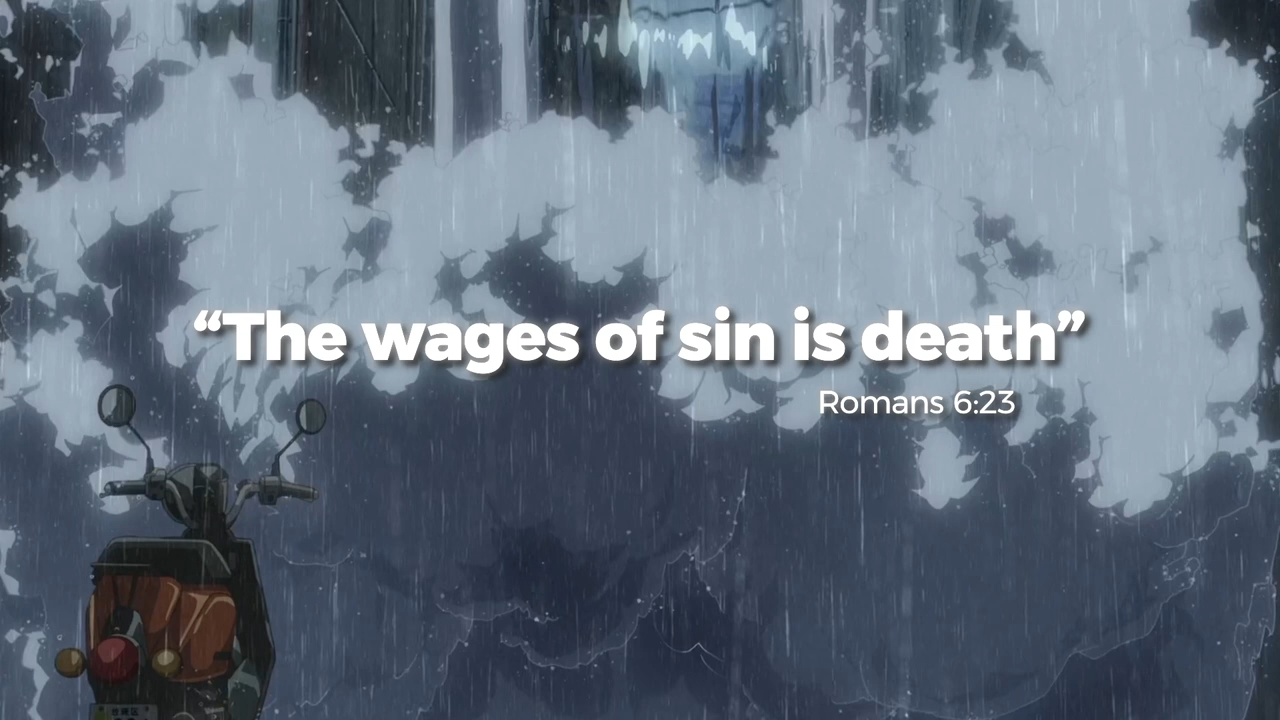 “The wages of sin is death”
Romans 6:23